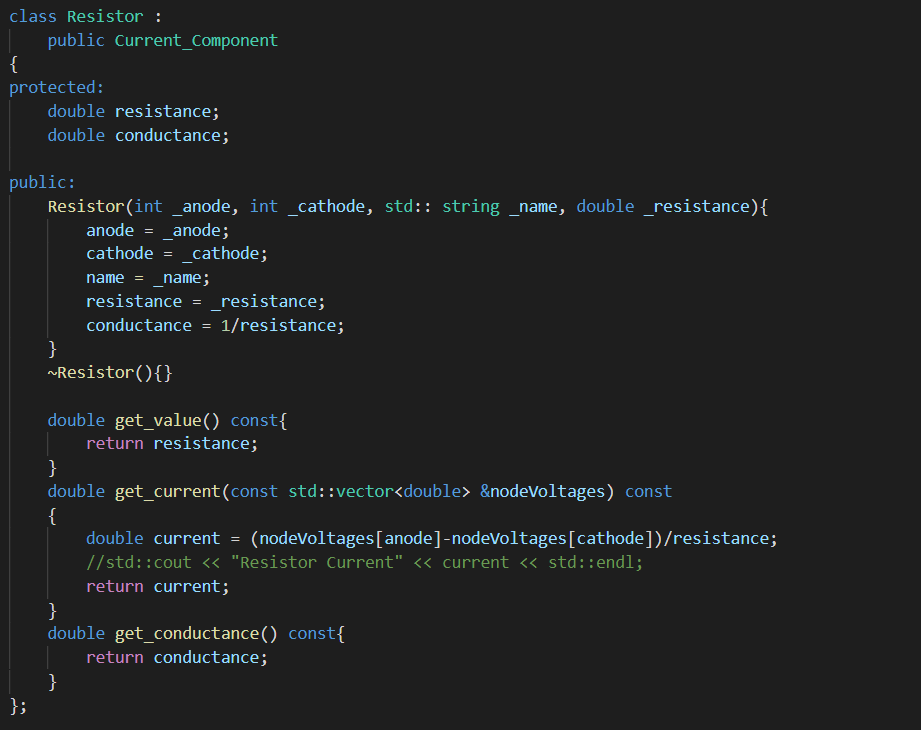 class Resistor :
    public Current_Component
{
protected:
    double resistance;
    double conductance;

public:
    Resistor(int _anode, int _cathode, std:: string _name, double _resistance){
        anode = _anode;
        cathode = _cathode;
        name = _name;
        resistance = _resistance;
        conductance = 1/resistance;
    }
    ~Resistor(){}

    double get_value() const{
        return resistance;
    }
    double get_current(const std::vector<double> &nodeVoltages) const
    {
        double current = (nodeVoltages[anode]-nodeVoltages[cathode])/resistance;
        //std::cout << "Resistor Current" << current << std::endl;
        return current;
    }
    double get_conductance() const{
        return conductance;
    }
};